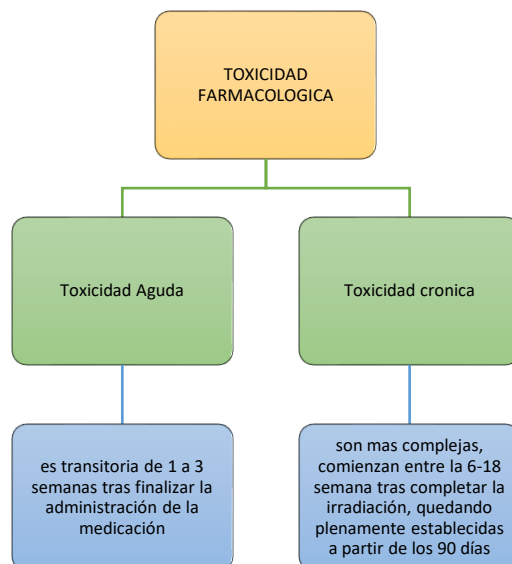 TOXICIDAD
FARMACOLOGICA
Toxicidad Aguda
Toxicidad cronica
es transitoria de 1 a 3
semanas tras finalizar la
administración de la
medicación
son mas complejas,
comienzan entre la 6-18
semana tras completar la
irradiación, quedando
plenamente establecidas
a partir de los 90 días